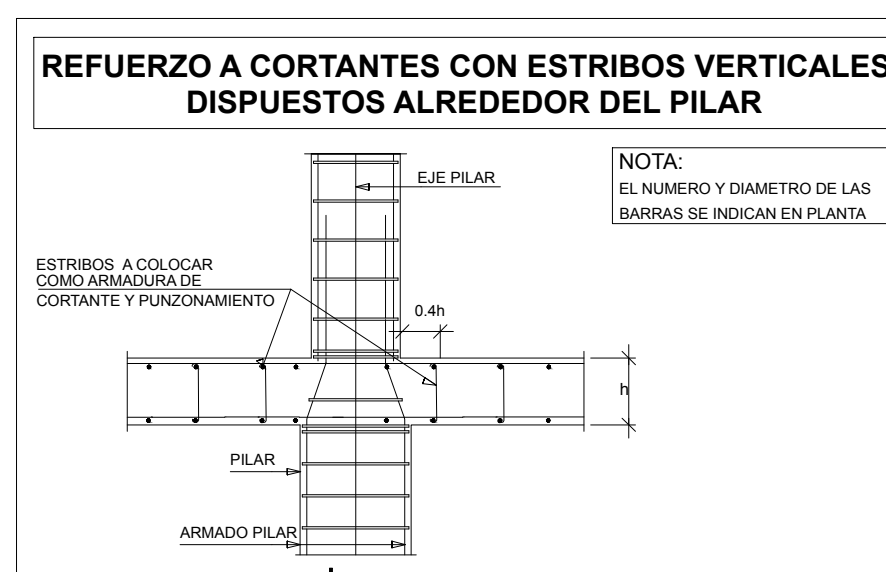 REFUERZO A CORTANTES CON ESTRIBOS VERTICALES
DISPUESTOS ALREDEDOR DEL PILAR
NOTA:
EL NUMERO Y DIAMETRO DE LAS
BARRAS SE INDICAN EN PLANTA
EJE PILAR
ESTRIBOS A COLOCAR
COMO ARMADURA DE
CORTANTE Y PUNZONAMIENTO
0.4h
h
PILAR
ARMADO PILAR